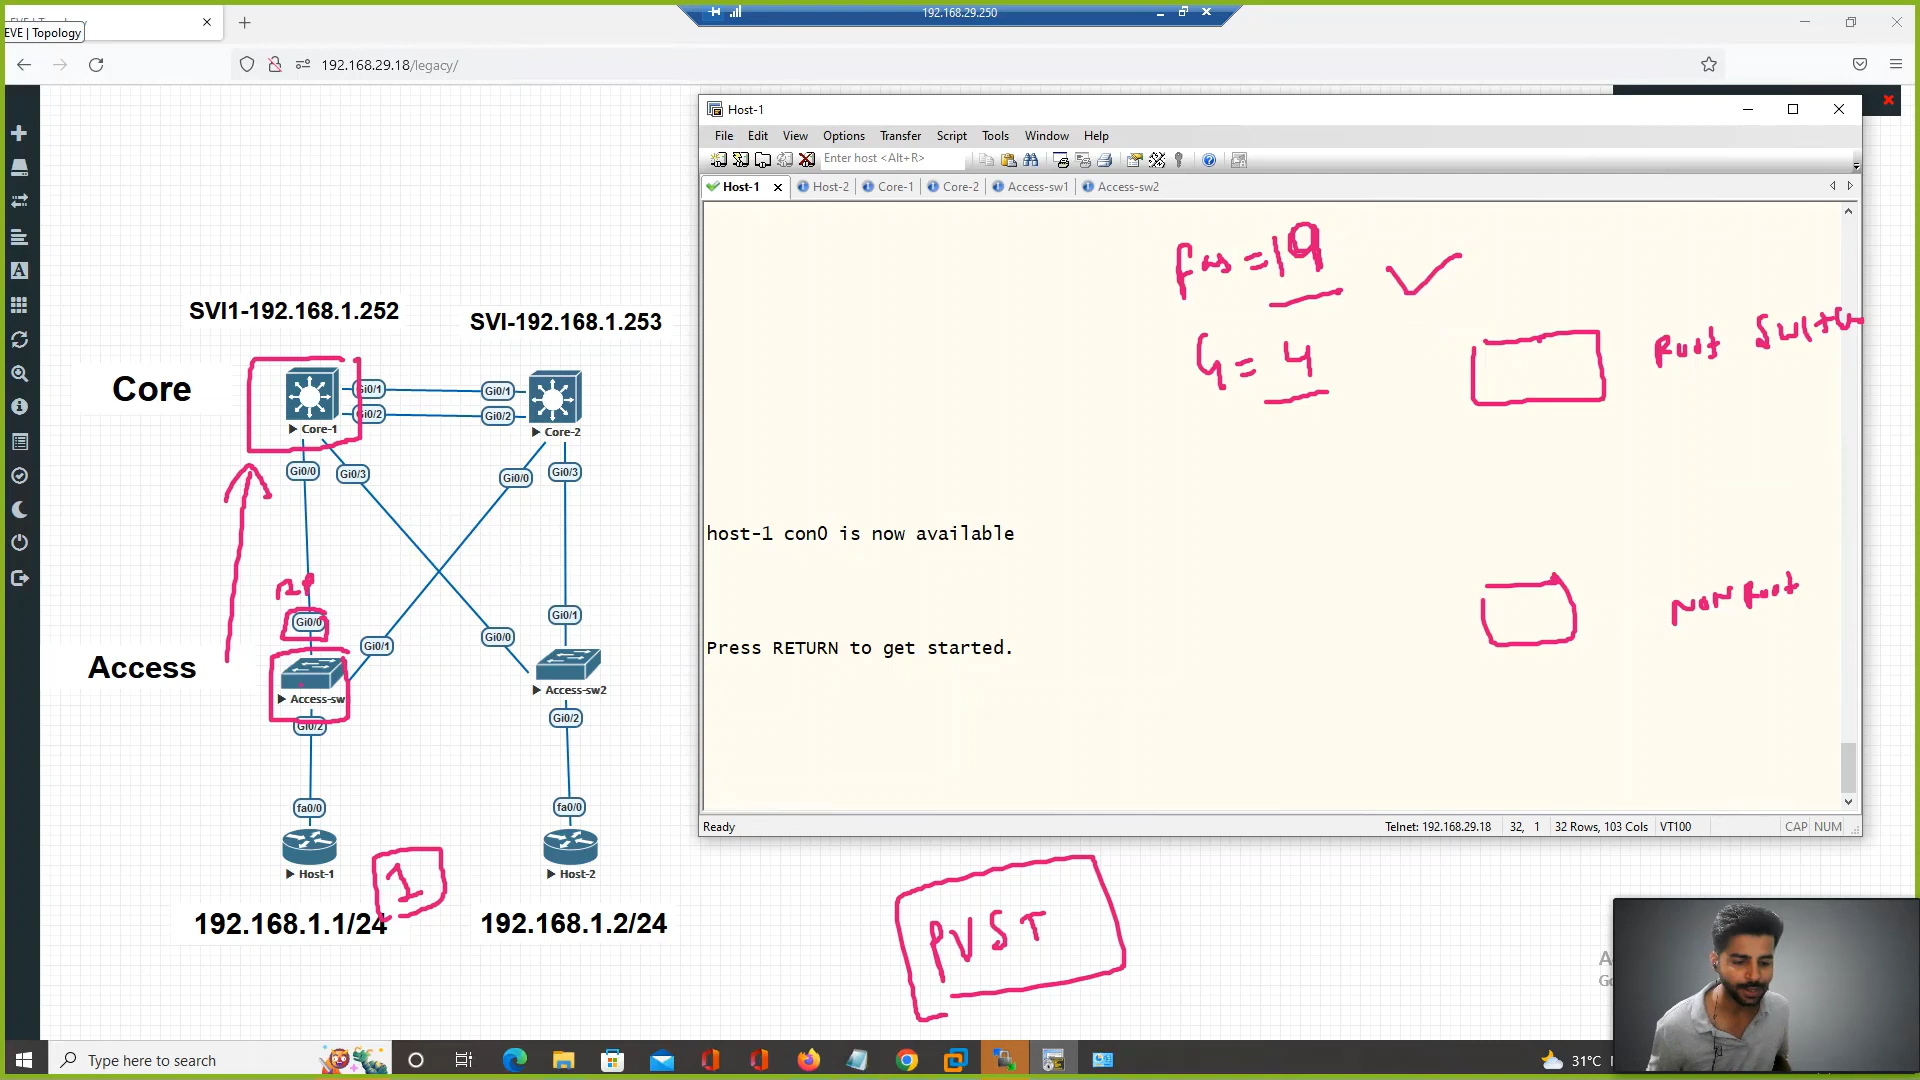 EVE | Topology
EVE | Topology
192.168.29.250
192.168.29.18/legacy/
Host-1
File Edit View Options Transfer Script Tools Window Help
Enter host <Alt+R>
Host-1 Host-2 Core-1 Core-2 Access-sw1 Access-sw2
fas = 19
G = 4
Root Switch
host-1 con0 is now available
NON Root
Press RETURN to get started.
Ready
Telnet: 192.168.29.18 32, 1 32 Rows, 103 Cols VT100 CAP NUM
SVI1-192.168.1.252
SVI-192.168.1.253
Core
Gi0/1 Gi0/1
Gi0/2 Gi0/2
Core-1 Core-2
Gi0/0 Gi0/3 Gi0/0 Gi0/3
RP
Gi0/0 Gi0/1 Gi0/0 Gi0/1
Access
Access-sw Access-sw2
Gi0/2 Gi0/2
fa0/0 fa0/0
Host-1 Host-2
1
192.168.1.1/24 192.168.1.2/24
PVST
Type here to search
31°C